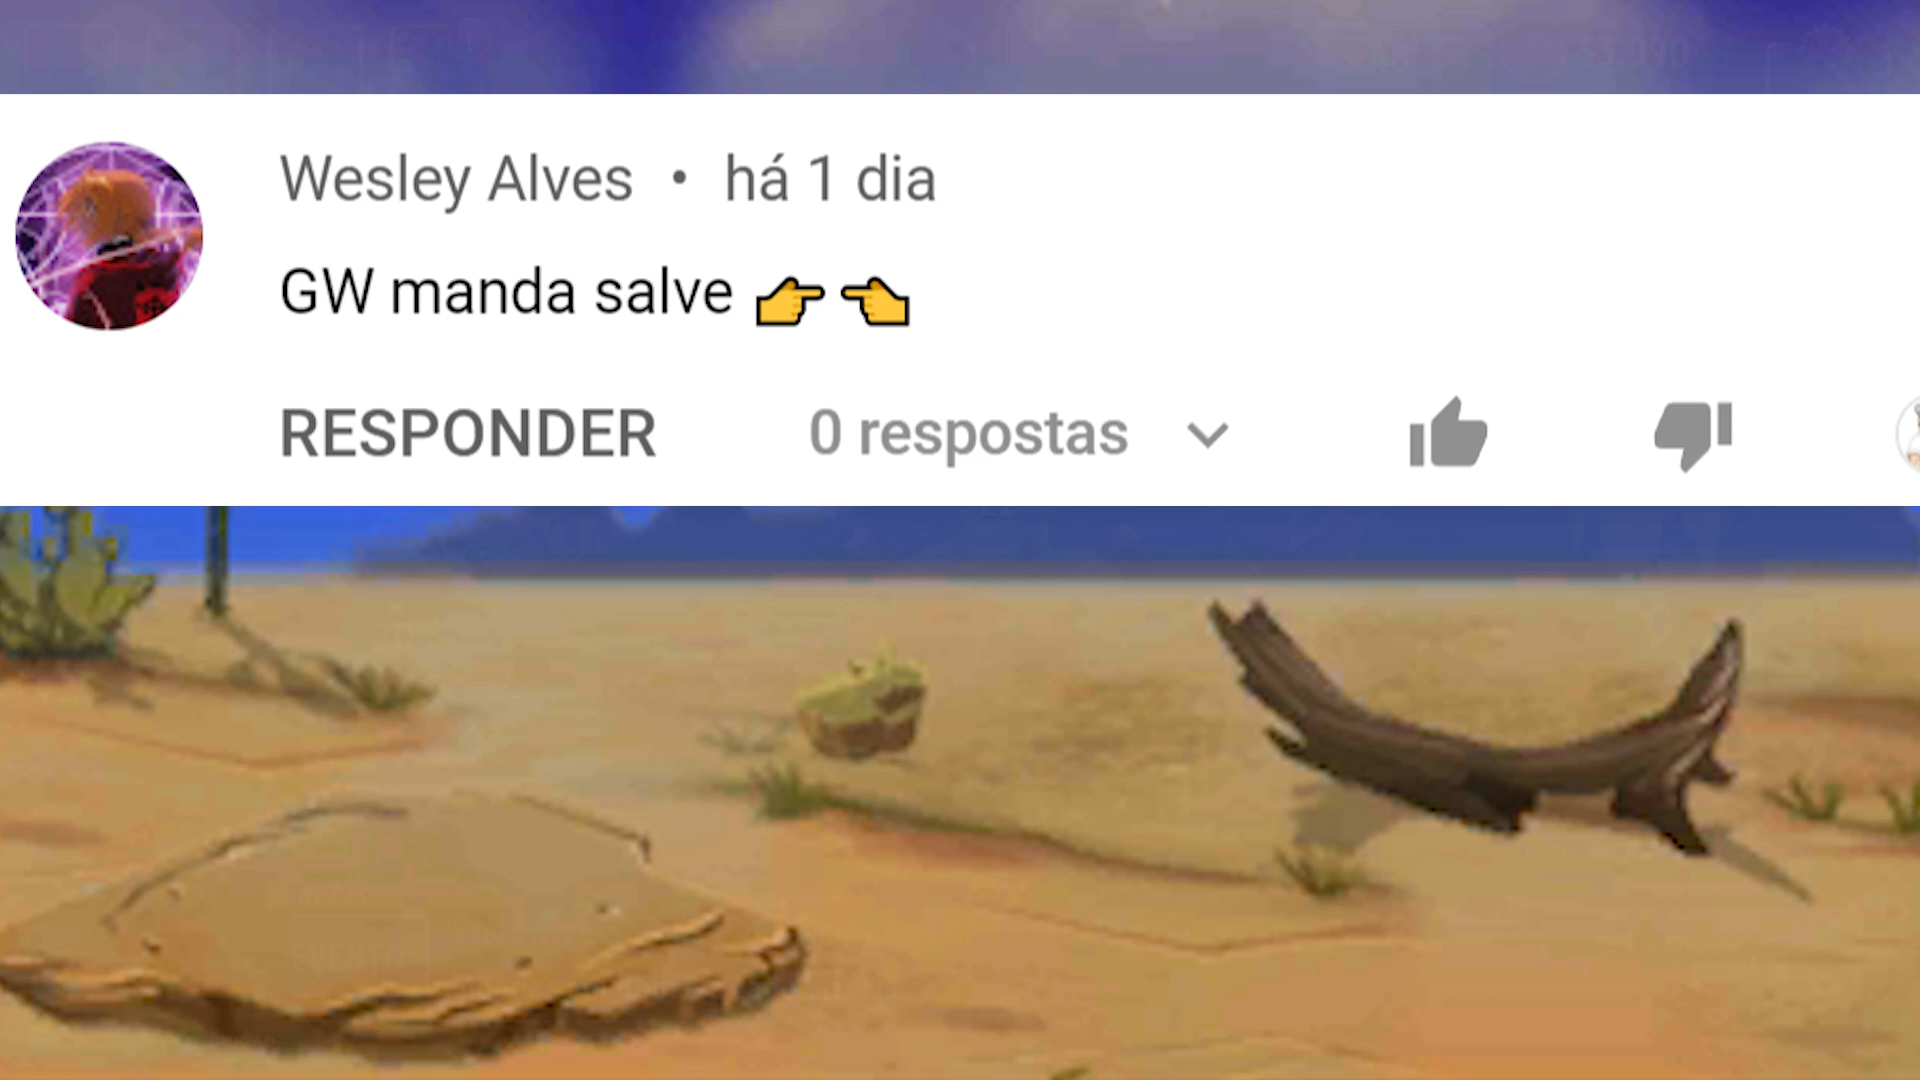 Wesley Alves • há 1 dia
GW manda salve 👉👈
RESPONDER 0 respostas